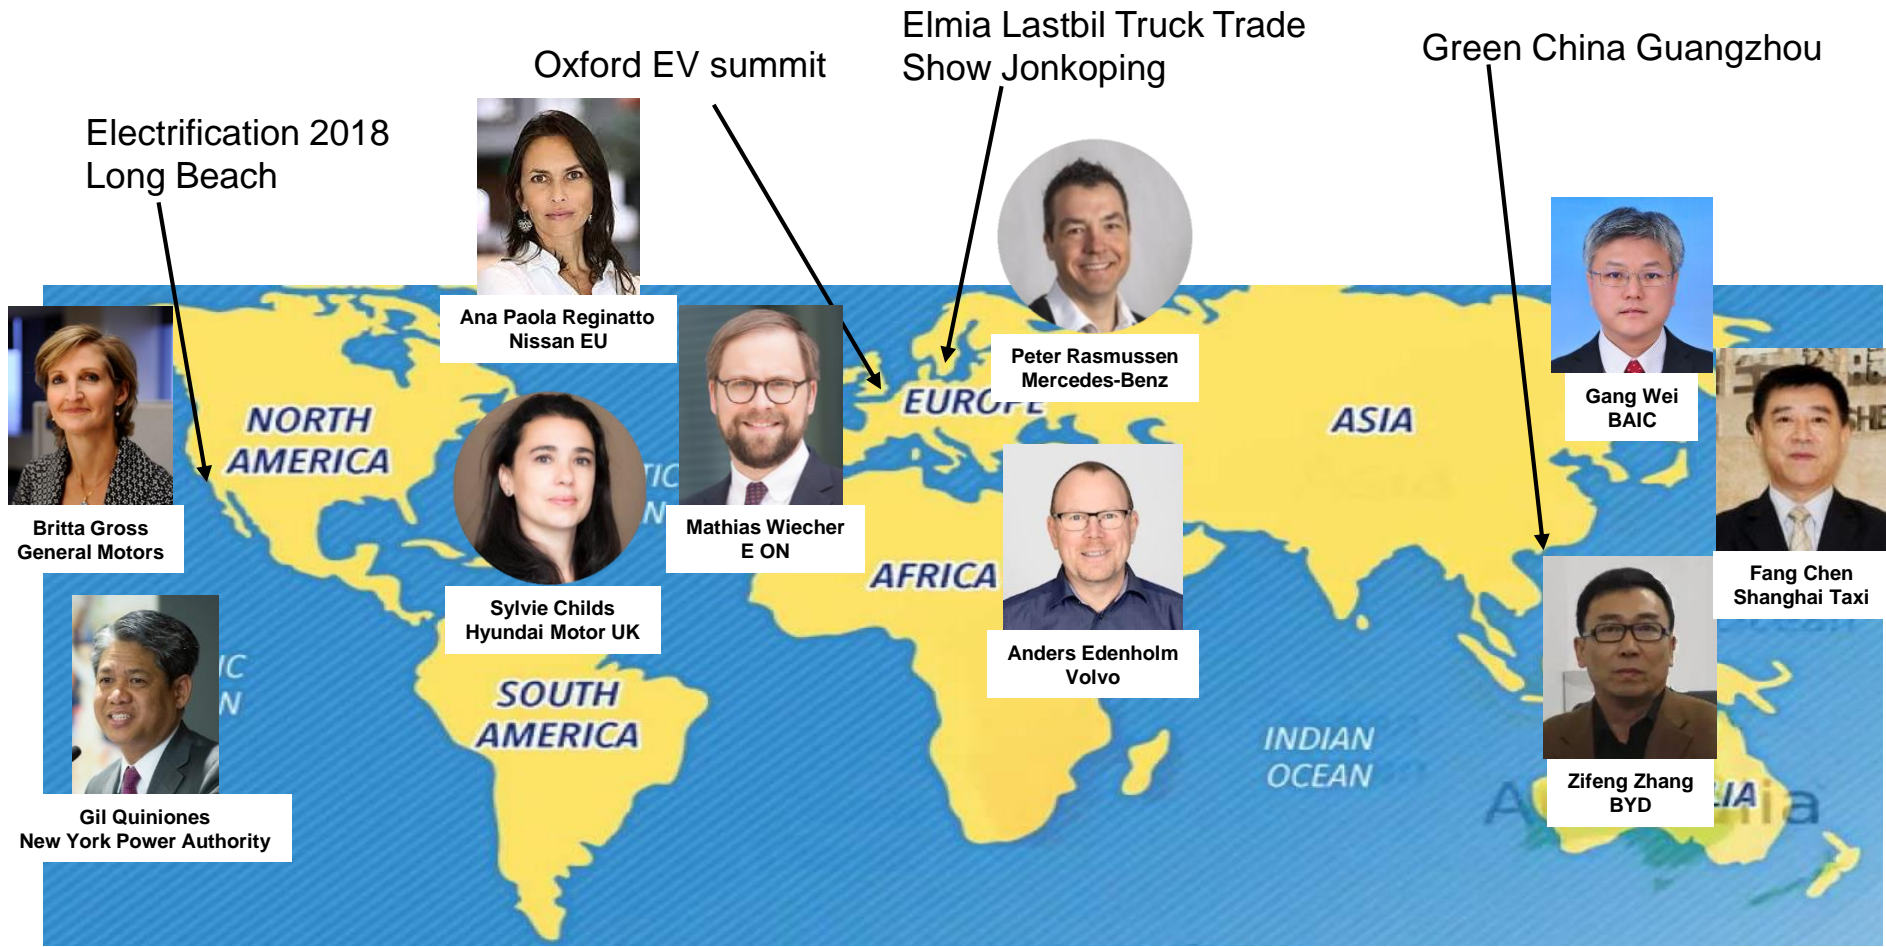 Elmia Lastbil Truck Trade
Show Jonkoping
Green China Guangzhou
Oxford EV summit
Electrification 2018
Long Beach
Ana Paola Reginatto
Nissan EU
Peter Rasmussen
Mercedes-Benz
Gang Wei
BAIC
Britta Gross
General Motors
Mathias Wiecher
E ON
Fang Chen
Shanghai Taxi
Sylvie Childs
Hyundai Motor UK
Anders Edenholm
Volvo
Gil Quiniones
New York Power Authority
Zifeng Zhang
BYD
NORTH
AMERICA
EUROPE
ASIA
AFRICA
SOUTH
AMERICA
INDIAN
OCEAN